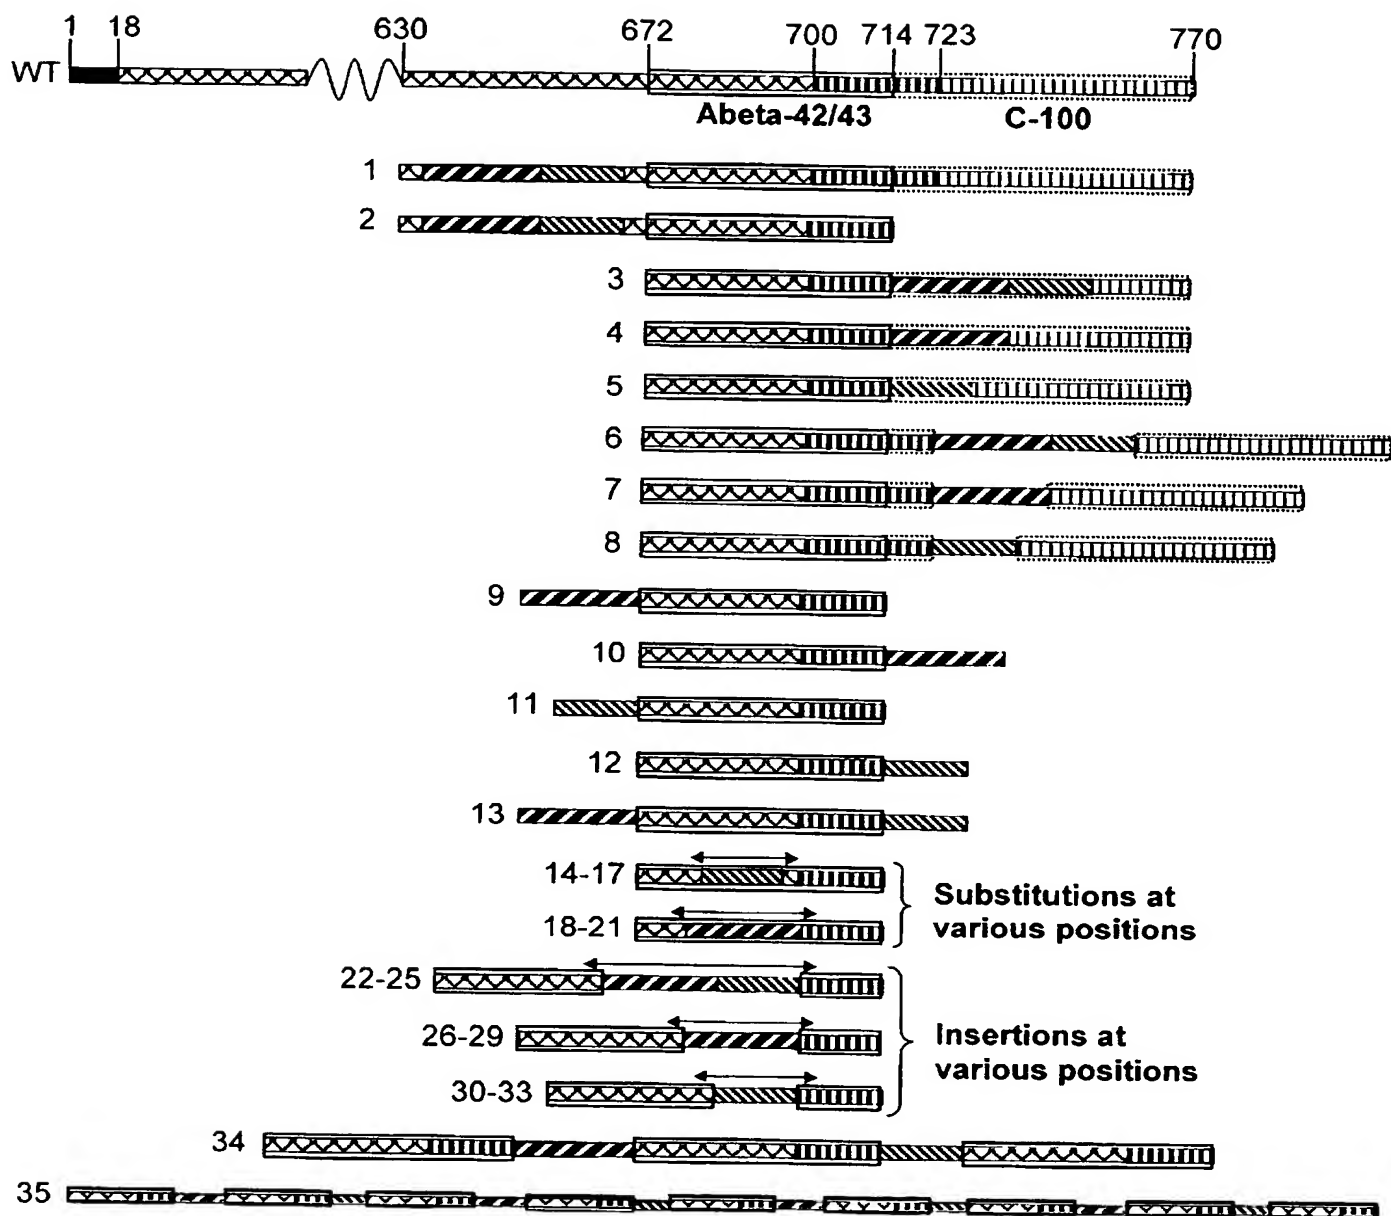 1 18 630 672 700 714 723 770
WT
Abeta-42/43 C-100
1
2
3
4
5
6
7
8
9
10
11
12
13
14-17
18-21
Substitutions at
various positions
22-25
26-29
30-33
Insertions at
various positions
34
35